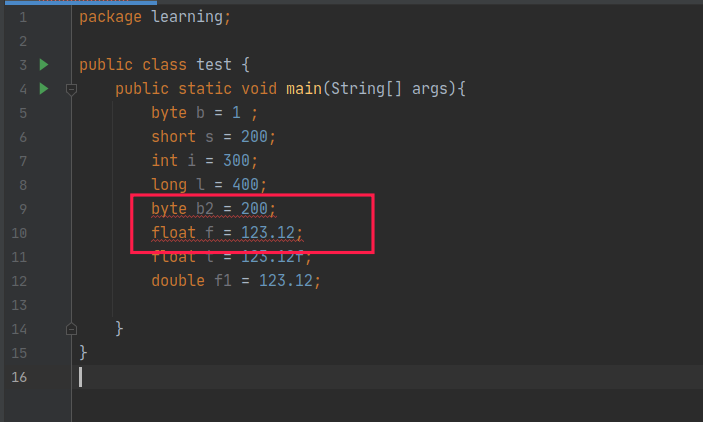 1 package learning;
2
3 public class test {
4 public static void main(String[] args){
5 byte b = 1 ;
6 short s = 200;
7 int i = 300;
8 long l = 400;
9 byte b2 = 200;
10 float f = 123.12;
11 float t = 123.12f;
12 double f1 = 123.12;
13
14 }
15 }
16